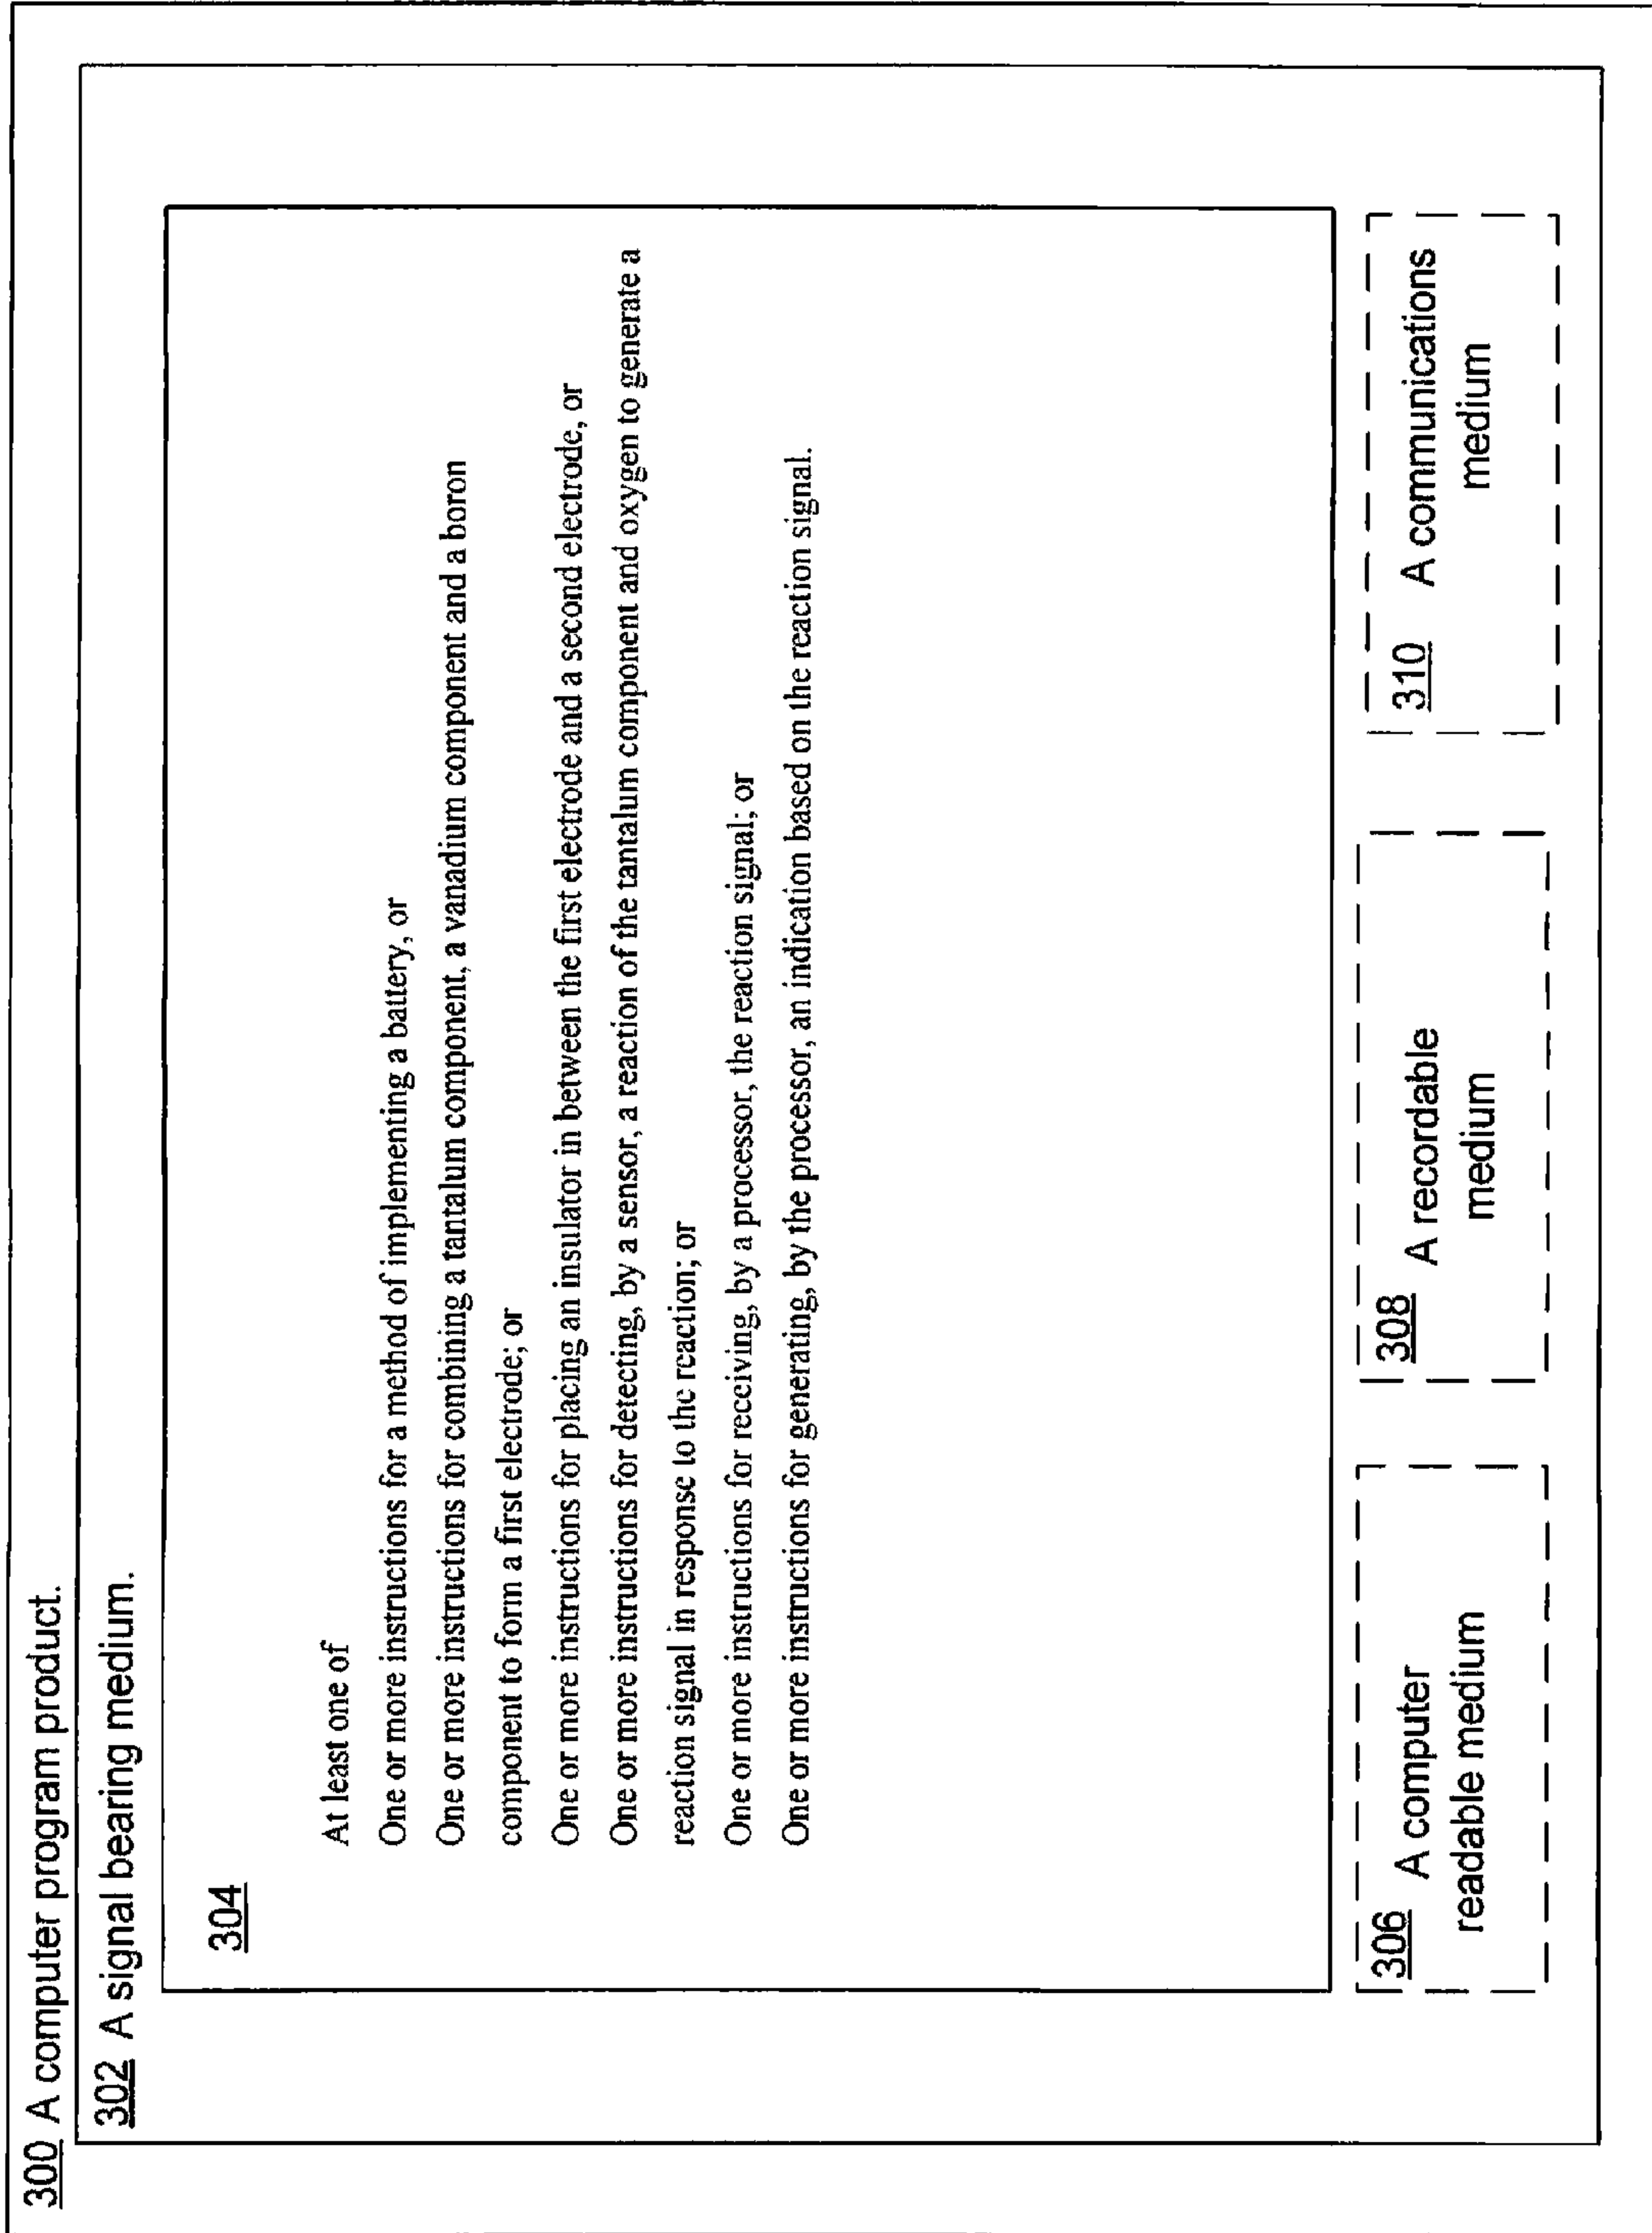 300 A computer program product.
302 A signal bearing medium.
304
At least one of
One or more instructions for a method of implementing a battery, or
One or more instructions for combining a tantalum component, a vanadium component and a boron
component to form a first electrode; or
One or more instructions for placing an insulator in between the first electrode and a second electrode, or
One or more instructions for detecting, by a sensor, a reaction of the tantalum component and oxygen to generate a
reaction signal in response to the reaction; or
One or more instructions for receiving, by a processor, the reaction signal; or
One or more instructions for generating, by the processor, an indication based on the reaction signal.
306 A computer
readable medium
308 A recordable
medium
310 A communications
medium